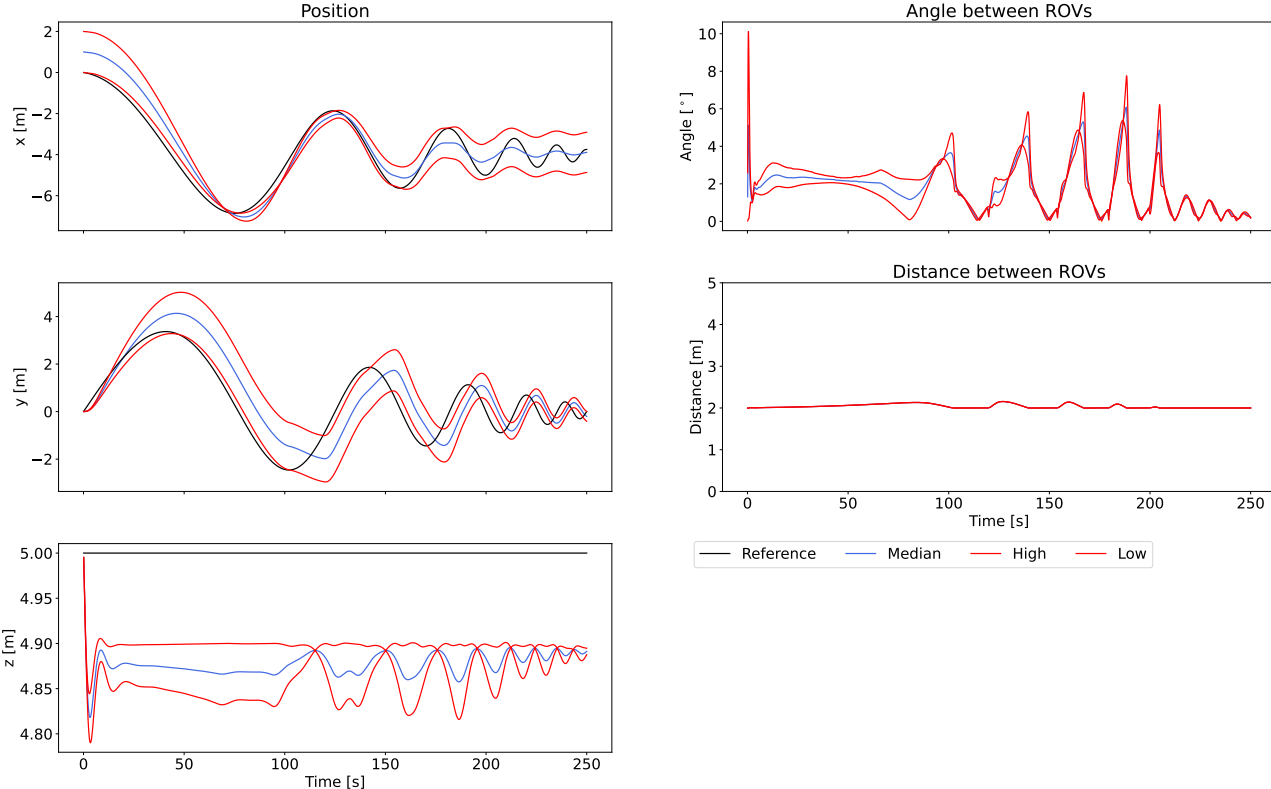 Position
2
0
−2
−4
−6
x [m]
4
2
0
−2
y [m]
5.00
4.95
4.90
4.85
4.80
z [m]
0 50 100 150 200 250
Time [s]
Angle between ROVs
10
8
6
4
2
0
Angle [ ° ]
Distance between ROVs
5
4
3
2
1
0
Distance [m]
0 50 100 150 200 250
Time [s]
Reference Median High Low